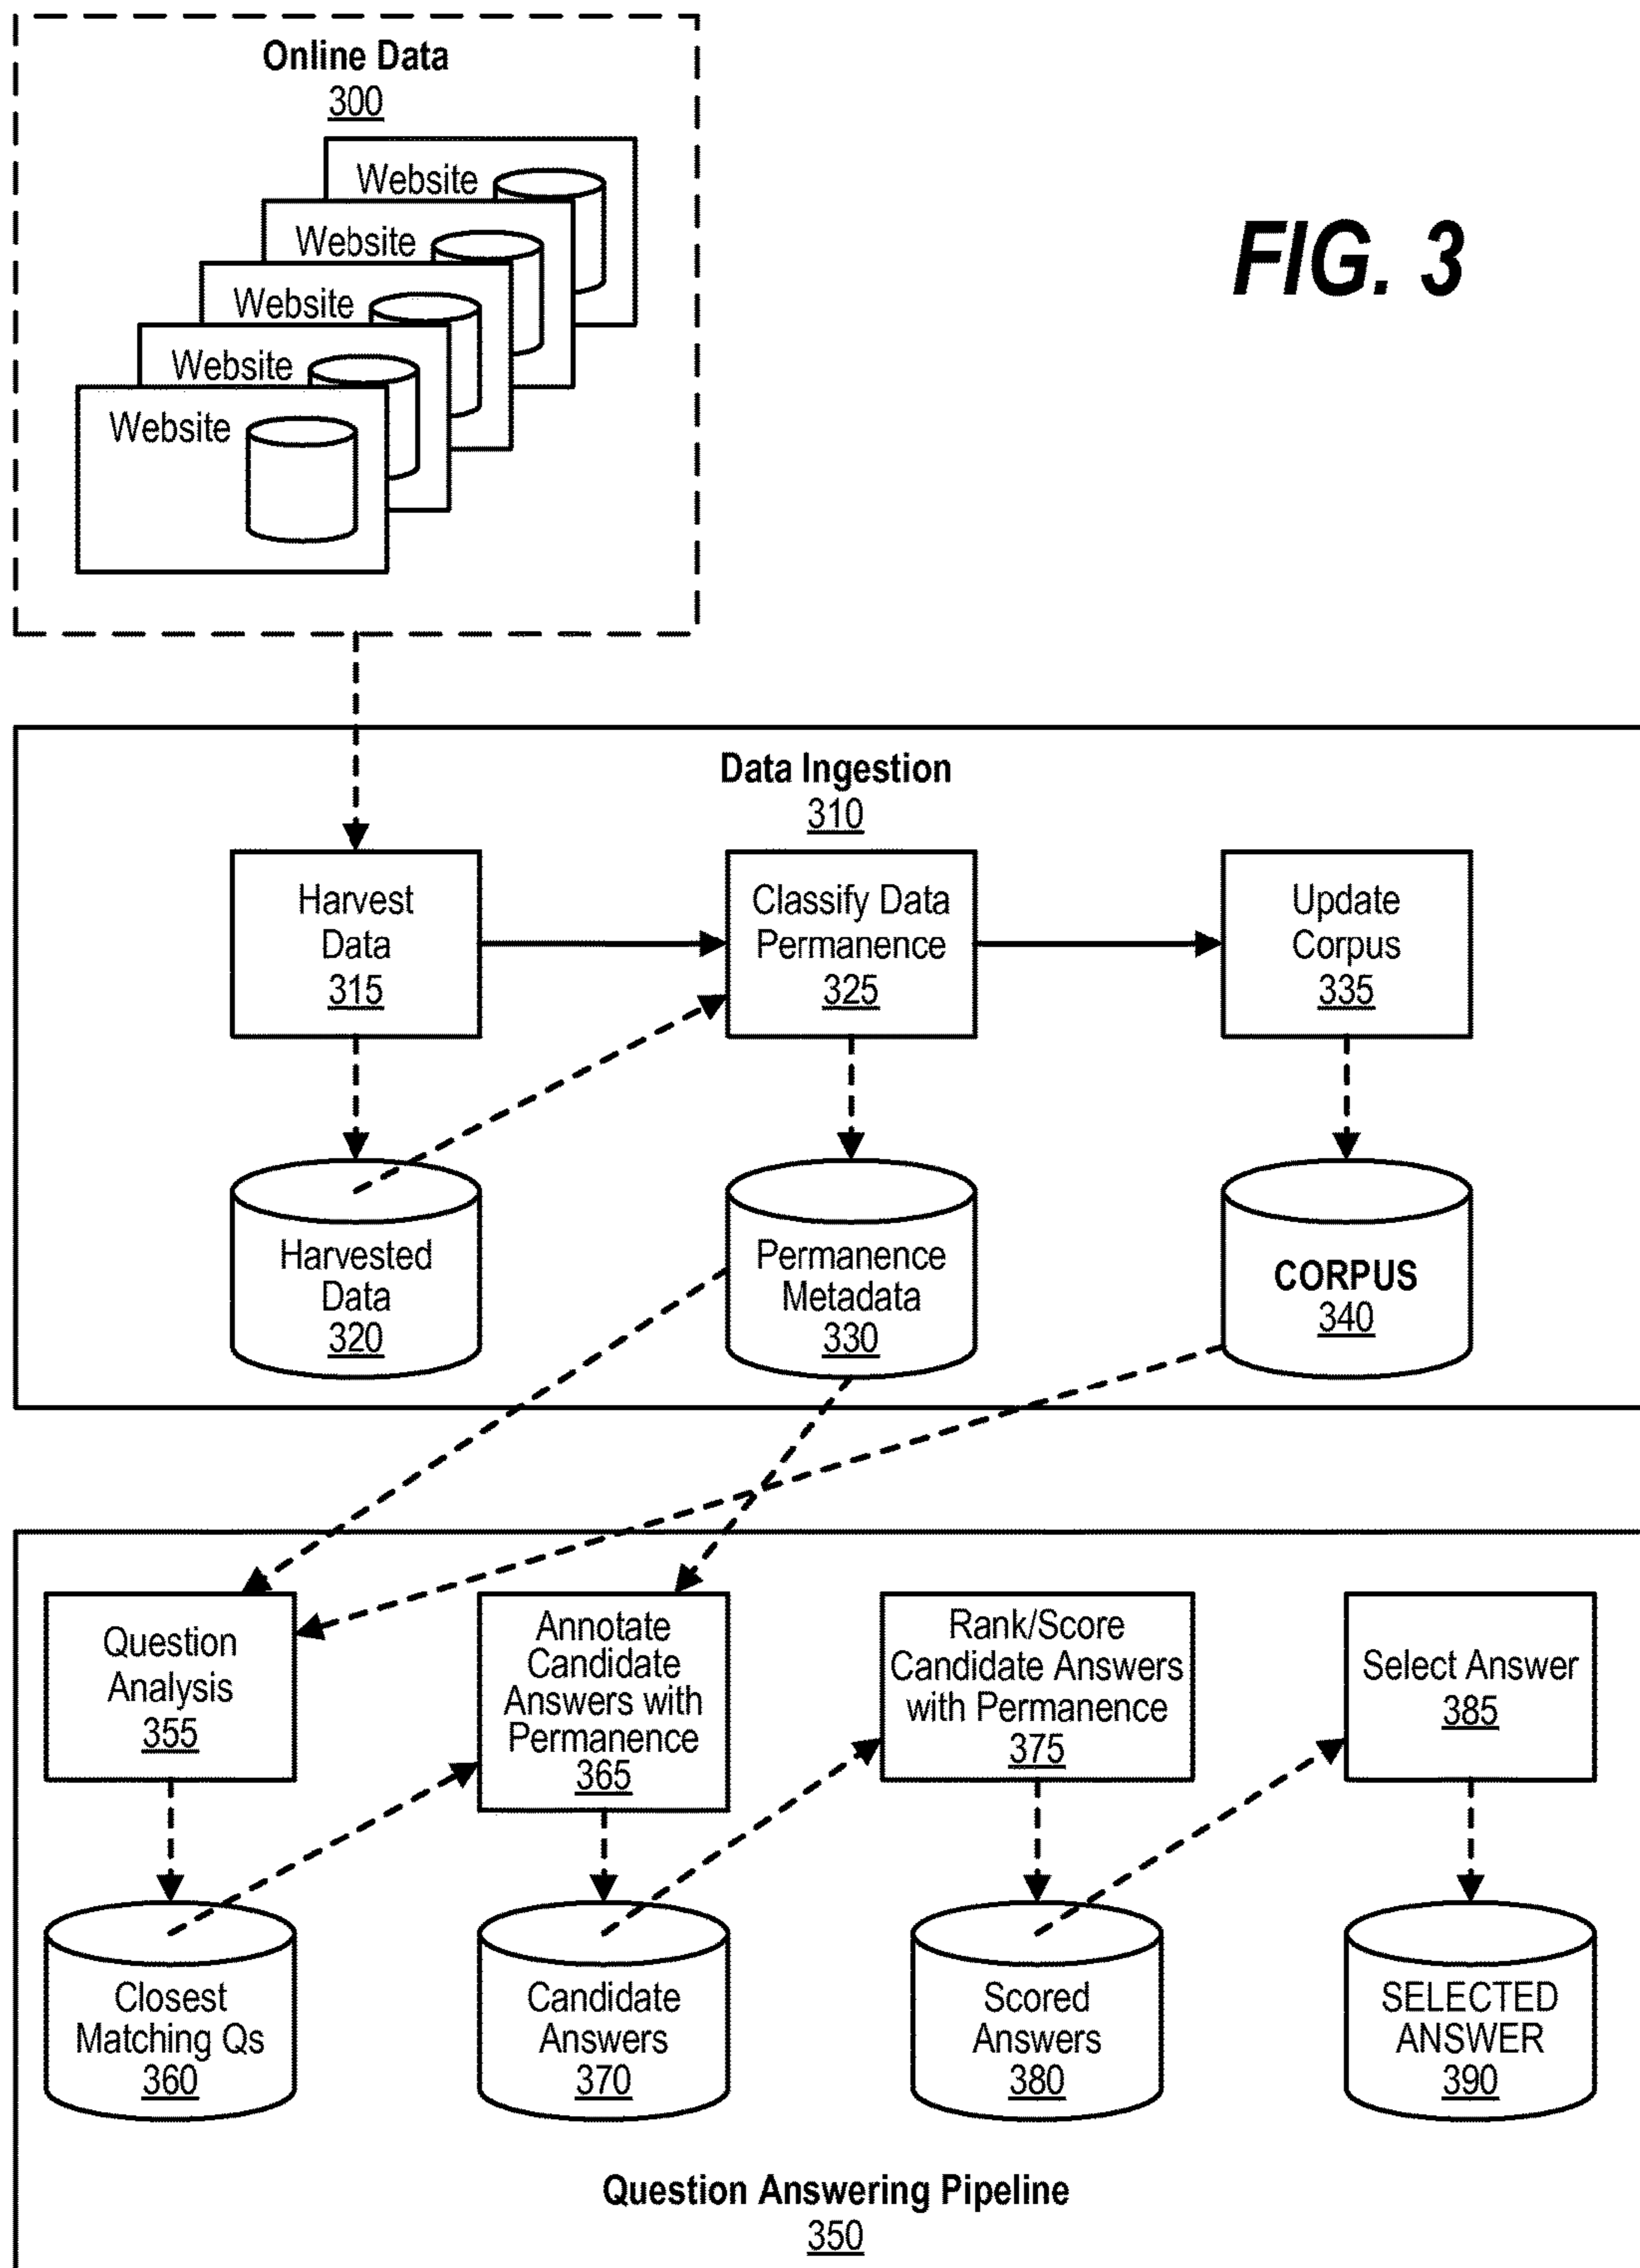 Online Data
300
Website
Website
Website
Website
Website
FIG. 3
Data Ingestion
310
Harvest
Data
315
Classify Data
Permanence
325
Update
Corpus
335
Harvested
Data
320
Permanence
Metadata
330
CORPUS
340
Question
Analysis
355
Annotate
Candidate
Answers with
Permanence
365
Rank/Score
Candidate Answers
with Permanence
375
Select Answer
385
Closest
Matching Qs
360
Candidate
Answers
370
Scored
Answers
380
SELECTED
ANSWER
390
Question Answering Pipeline
350